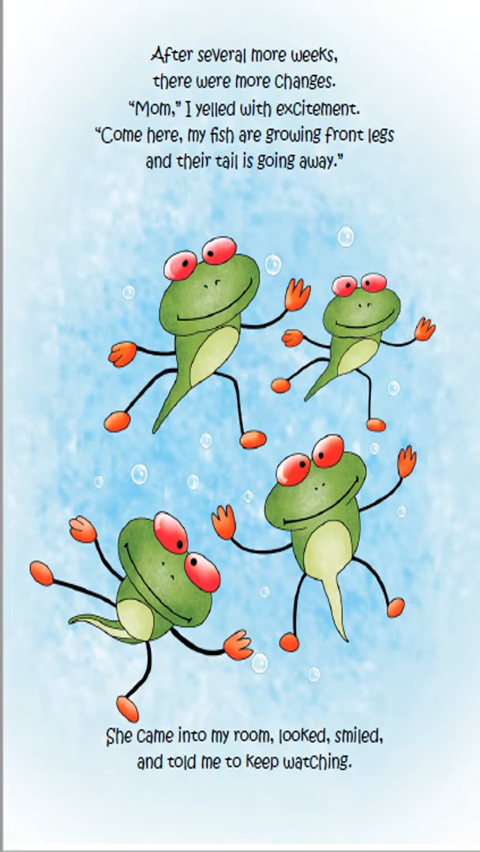 After several more weeks,
there were more changes.
“Mom,” I yelled with excitement.
“Come here, my fish are growing front legs
and their tail is going away.”
She came into my room, looked, smiled,
and told me to keep watching.